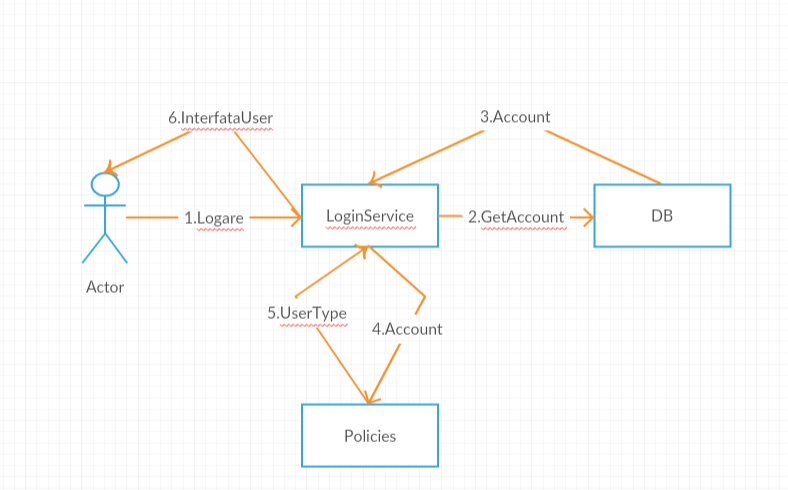 6.InterfataUser
3.Account
1.Logare
LoginService
2.GetAccount
DB
Actor
5.UserType
4.Account
Policies